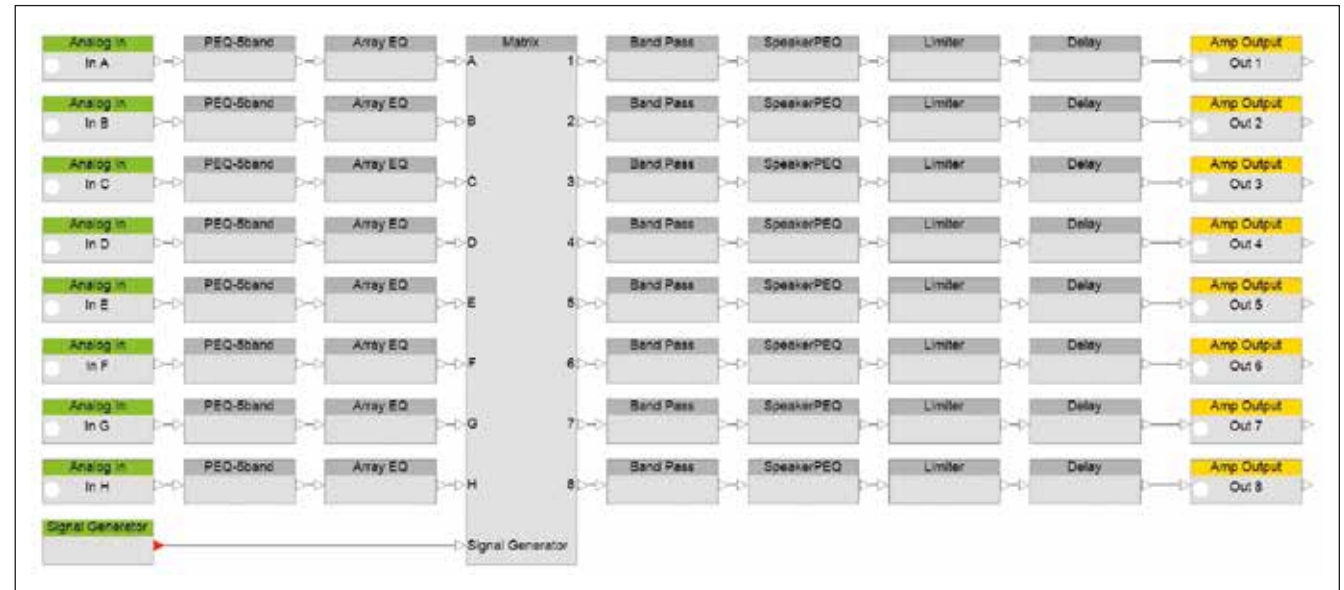 Analog In PEQ-5band Array EQ Matrix Band Pass SpeakerPEQ Limiter Delay Amp Output
In A A 1 Out 1
Analog In PEQ-5band Array EQ Band Pass SpeakerPEQ Limiter Delay Amp Output
In B B 2 Out 2
Analog In PEQ-5band Array EQ Band Pass SpeakerPEQ Limiter Delay Amp Output
In C C 3 Out 3
Analog In PEQ-5band Array EQ Band Pass SpeakerPEQ Limiter Delay Amp Output
In D D 4 Out 4
Analog In PEQ-5band Array EQ Band Pass SpeakerPEQ Limiter Delay Amp Output
In E E 5 Out 5
Analog In PEQ-5band Array EQ Band Pass SpeakerPEQ Limiter Delay Amp Output
In F F 6 Out 6
Analog In PEQ-5band Array EQ Band Pass SpeakerPEQ Limiter Delay Amp Output
In G G 7 Out 7
Analog In PEQ-5band Array EQ Band Pass SpeakerPEQ Limiter Delay Amp Output
In H H 8 Out 8
Signal Generator
Signal Generator